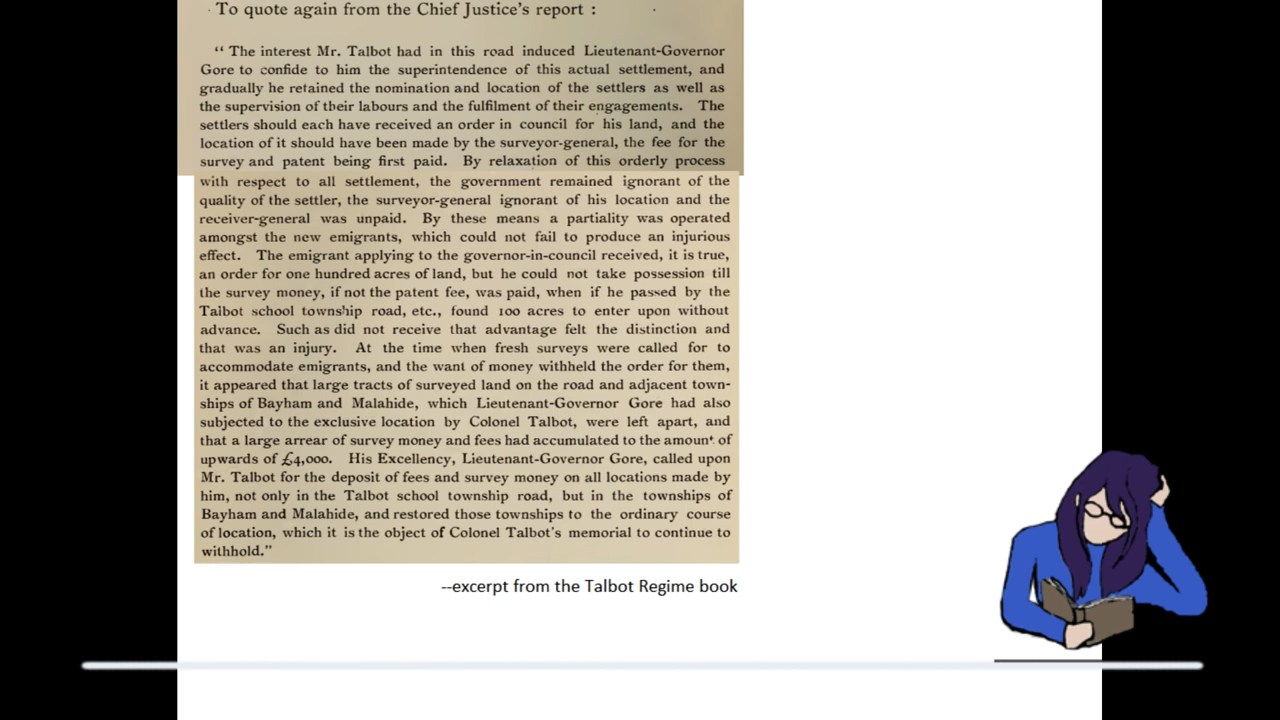 To quote again from the Chief Justice's report :
“ The interest Mr. Talbot had in this road induced Lieutenant-Governor
Gore to confide to him the superintendence of this actual settlement, and
gradually he retained the nomination and location of the settlers as well as
the supervision of their labours and the fulfilment of their engagements. The
settlers should each have received an order in council for his land, and the
location of it should have been made by the surveyor-general, the fee for the
survey and patent being first paid. By relaxation of this orderly process
with respect to all settlement, the government remained ignorant of the
quality of the settler, the surveyor-general ignorant of his location and the
receiver-general was unpaid. By these means a partiality was operated
amongst the new emigrants, which could not fail to produce an injurious
effect. The emigrant applying to the governor-in-council received, it is true,
an order for one hundred acres of land, but he could not take possession till
the survey money, if not the patent fee, was paid, when if he passed by the
Talbot school township road, etc., found 100 acres to enter upon without
advance. Such as did not receive that advantage felt the distinction and
that was an injury. At the time when fresh surveys were called for to
accommodate emigrants, and the want of money withheld the order for them,
it appeared that large tracts of surveyed land on the road and adjacent town-
ships of Bayham and Malahide, which Lieutenant-Governor Gore had also
subjected to the exclusive location by Colonel Talbot, were left apart, and
that a large arrear of survey money and fees had accumulated to the amount of
upwards of £4,000. His Excellency, Lieutenant-Governor Gore, called upon
Mr. Talbot for the deposit of fees and survey money on all locations made by
him, not only in the Talbot school township road, but in the townships of
Bayham and Malahide, and restored those townships to the ordinary course
of location, which it is the object of Colonel Talbot's memorial to continue to
withhold.”
--excerpt from the Talbot Regime book